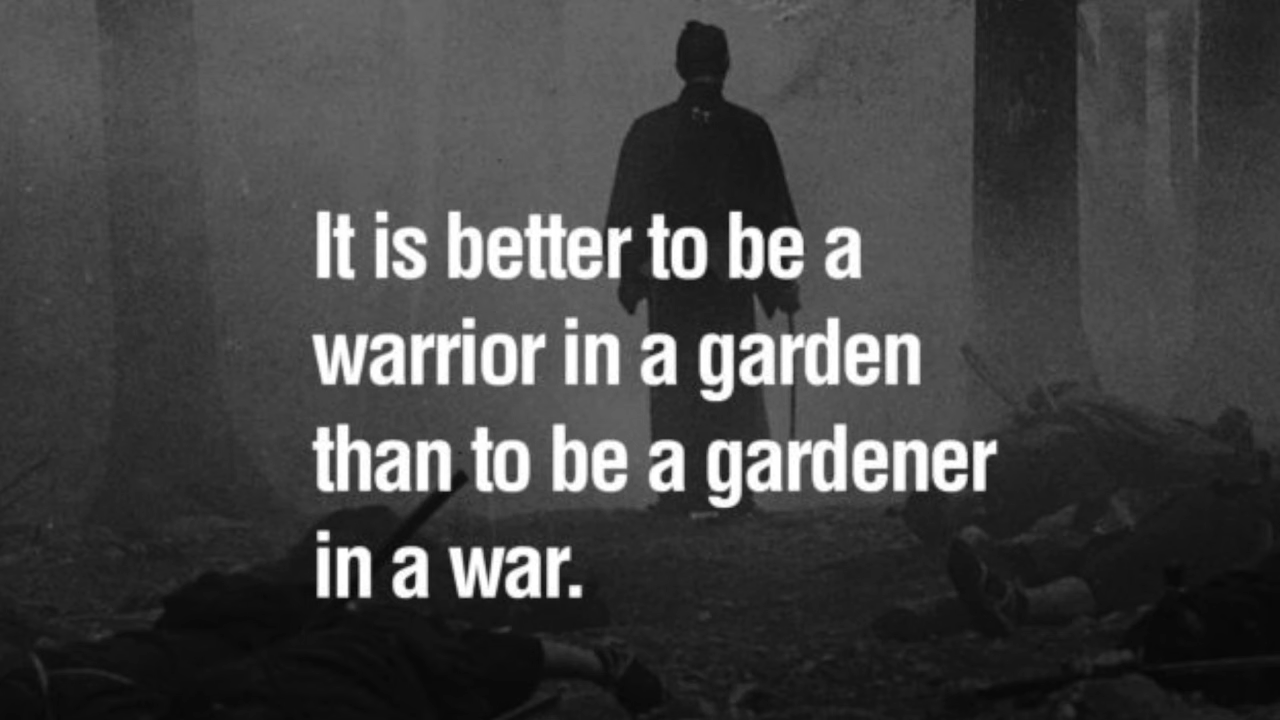 It is better to be a
warrior in a garden
than to be a gardener
in a war.